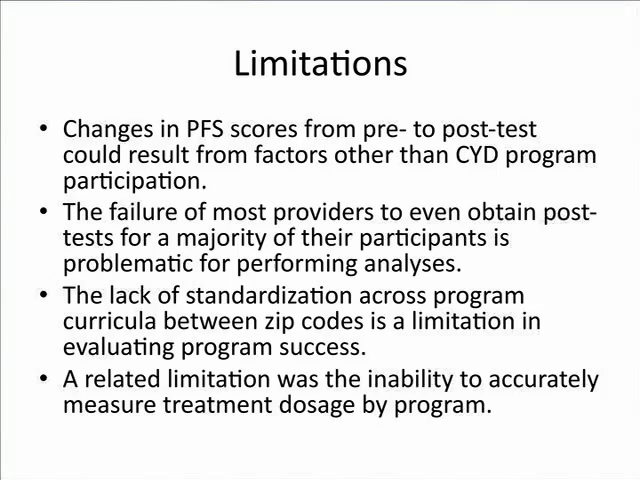 Limitations
• Changes in PFS scores from pre- to post-test
could result from factors other than CYD program
participation.
• The failure of most providers to even obtain post-
tests for a majority of their participants is
problematic for performing analyses.
• The lack of standardization across program
curricula between zip codes is a limitation in
evaluating program success.
• A related limitation was the inability to accurately
measure treatment dosage by program.